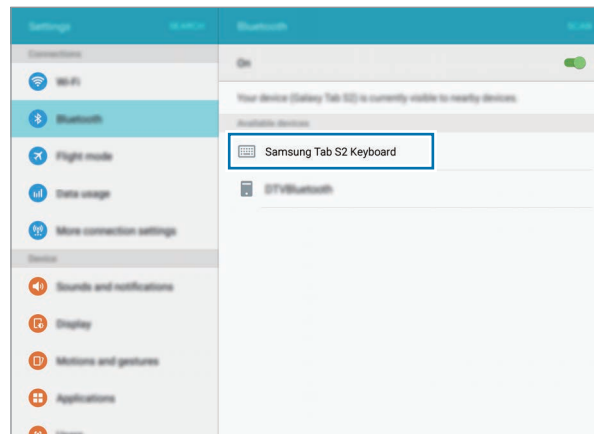 Settings
SEARCH
Bluetooth
Connections
On
Wi-Fi
Your device (Galaxy Tab S2) is currently visible to nearby devices.
Bluetooth
Available devices
Flight mode
Samsung Tab S2 Keyboard
Data usage
DTVBluetooth
More connection settings
Device
Sounds and notifications
Display
Motions and gestures
Applications